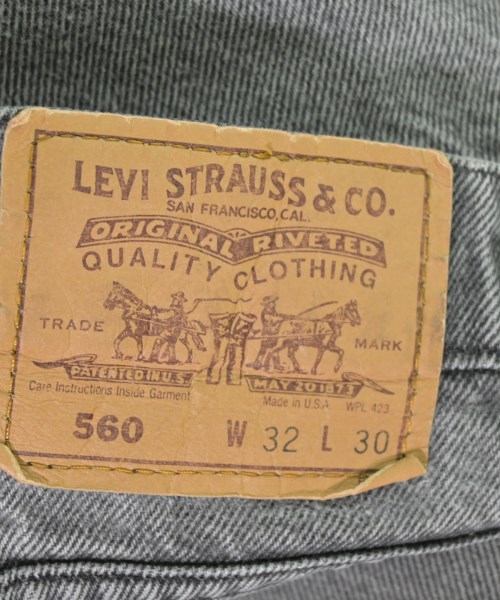 LEVI STRAUSS & CO.
SAN FRANCISCO, CAL.
ORIGINAL RIVETED
QUALITY CLOTHING
TRADE MARK
PATENTED IN U.S. MAY 20 1873
Care Instructions Inside Garment Made in U.S.A. WPL 423
560 W 32 L 30